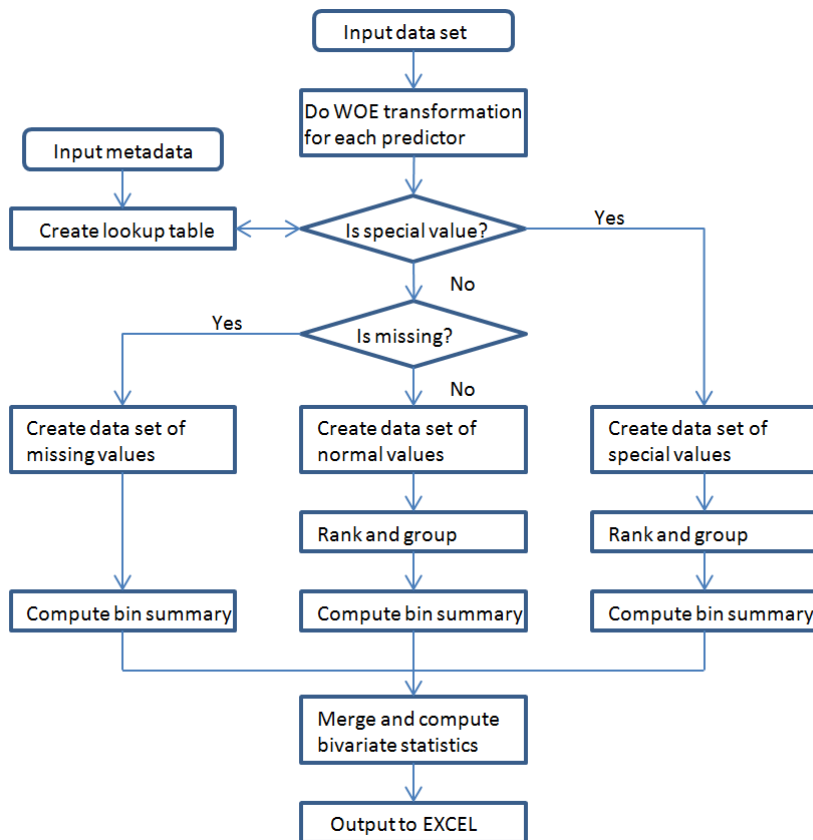 Input data set
Do WOE transformation
for each predictor
Input metadata
Create lookup table
Is special value?
Yes
No
Yes
Is missing?
No
Create data set of
missing values
Create data set of
normal values
Create data set of
special values
Rank and group
Rank and group
Compute bin summary
Compute bin summary
Compute bin summary
Merge and compute
bivariate statistics
Output to EXCEL